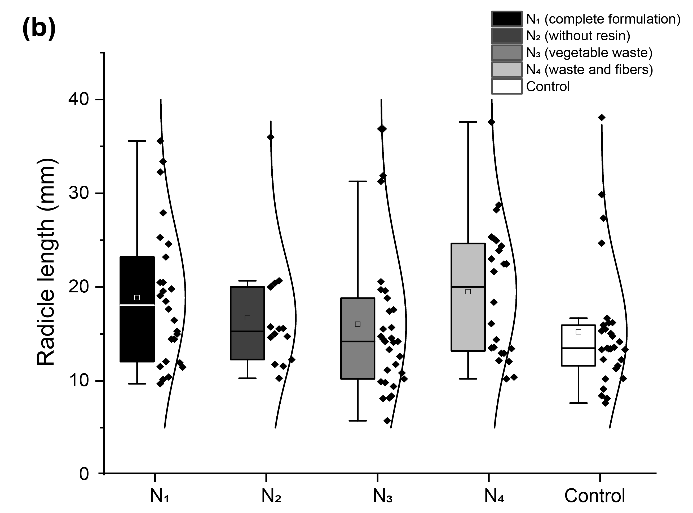 (b)
N₁ (complete formulation)
N₂ (without resin)
N₃ (vegetable waste)
N₄ (waste and fibers)
Control
Radicle length (mm)
40
30
20
10
0
N₁ N₂ N₃ N₄ Control